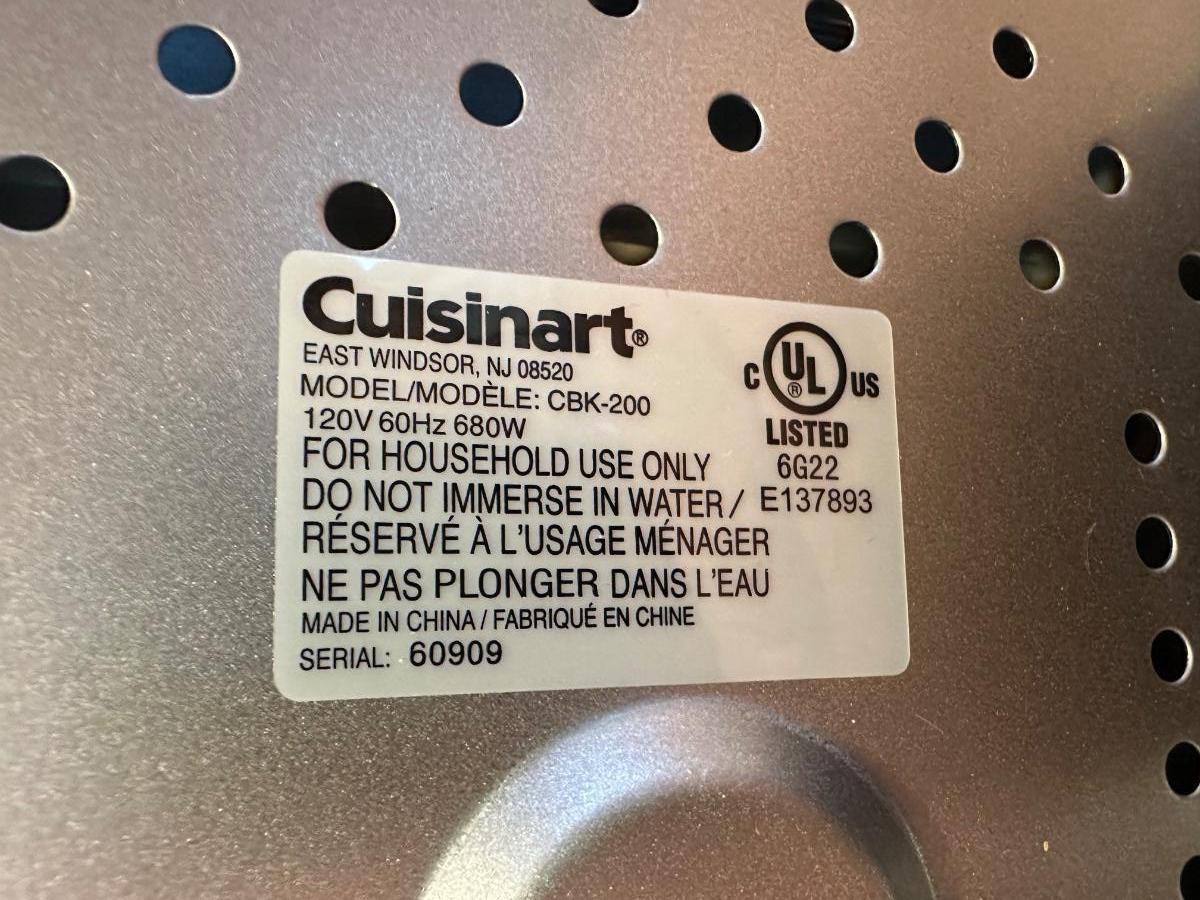 Cuisinart®
EAST WINDSOR, NJ 08520
MODEL/MODÈLE: CBK-200
120V 60Hz 680W
FOR HOUSEHOLD USE ONLY
DO NOT IMMERSE IN WATER /
RÉSERVÉ À L'USAGE MÉNAGER
NE PAS PLONGER DANS L'EAU
MADE IN CHINA / FABRIQUÉ EN CHINE
SERIAL: 60909
C UL® US
LISTED
6G22
E137893